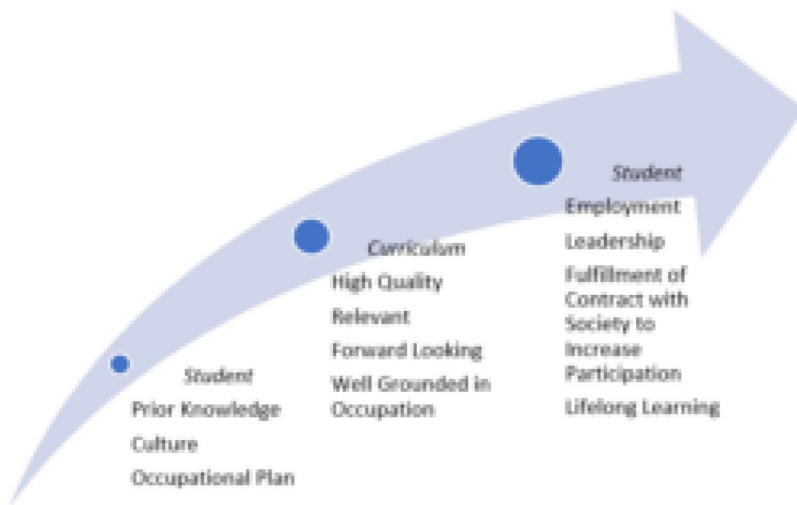 Student
Prior Knowledge
Culture
Occupational Plan
Curriculum
High Quality
Relevant
Forward Looking
Well Grounded in
Occupation
Student
Employment
Leadership
Fulfillment of
Contract with
Society to
Increase
Participation
Lifelong Learning